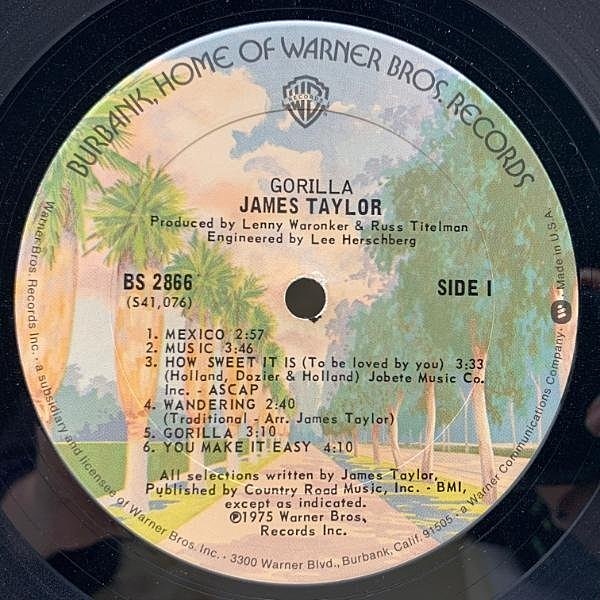 BURBANK, HOME OF WARNER BROS. RECORDS
WB
RECORDS
GORILLA
JAMES TAYLOR
Produced by Lenny Waronker & Russ Titelman
Engineered by Lee Herschberg
BS 2866
(S41,076)
SIDE 1
1. MEXICO 2:57
2. MUSIC 3:46
3. HOW SWEET IT IS (To be loved by you) 3:33
(Holland, Dozier & Holland) Jobete Music Co.
Inc. - ASCAP
4. WANDERING 2:40
(Traditional - Arr. James Taylor)
5. GORILLA 3:10
6. YOU MAKE IT EASY 4:10
All selections written by James Taylor,
Published by Country Road Music, Inc. - BMI,
except as indicated.
℗1975 Warner Bros.
Records Inc.
Warner Bros. Records Inc. · a subsidiary and licensee of Warner Bros. Inc. · 3300 Warner Blvd., Burbank, Calif. 91505 · a Warner Communications Company. · Made in U.S.A.